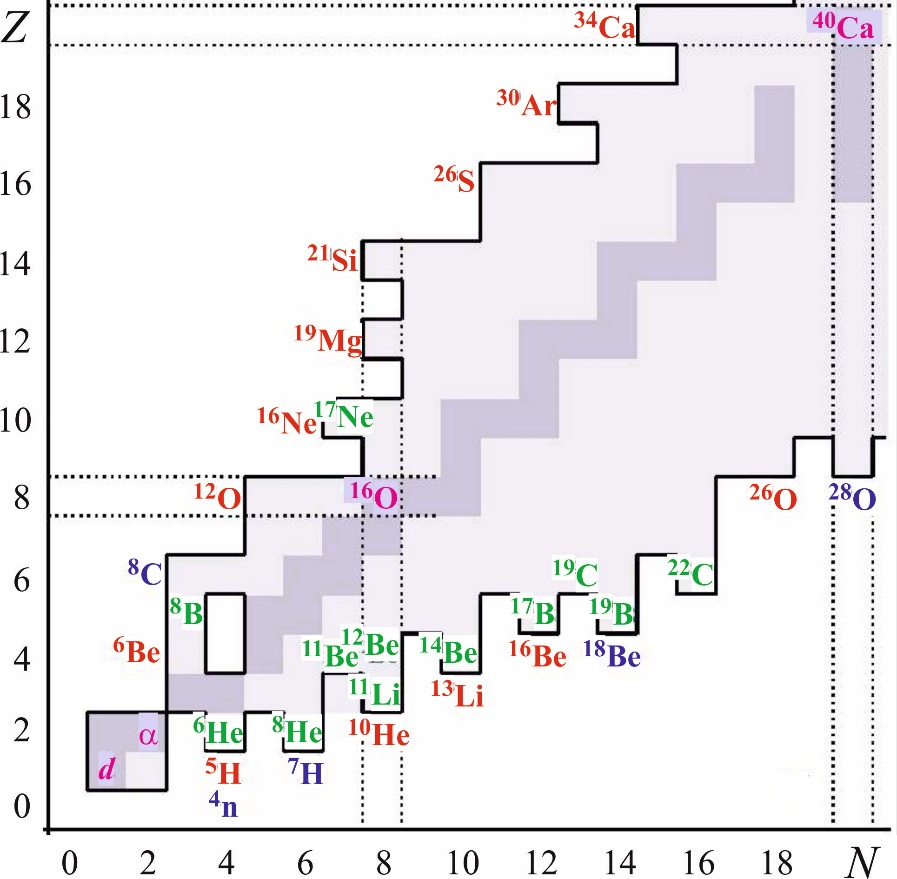 Z
³⁴Ca
⁴⁰Ca
18
³⁰Ar
16
²⁶S
14
²¹Si
12
¹⁹Mg
10
¹⁶Ne
¹⁷Ne
8
¹²O
¹⁶O
²⁶O
²⁸O
6
⁸C
¹⁹C
²²C
⁸B
¹⁷B
¹⁹B
4
⁶Be
¹¹Be
¹²Be
¹⁴Be
¹⁶Be
¹⁸Be
¹¹Li
¹³Li
2
α
⁶He
⁸He
¹⁰He
d
⁵H
⁷H
0
⁴n
0 2 4 6 8 10 12 14 16 18 N